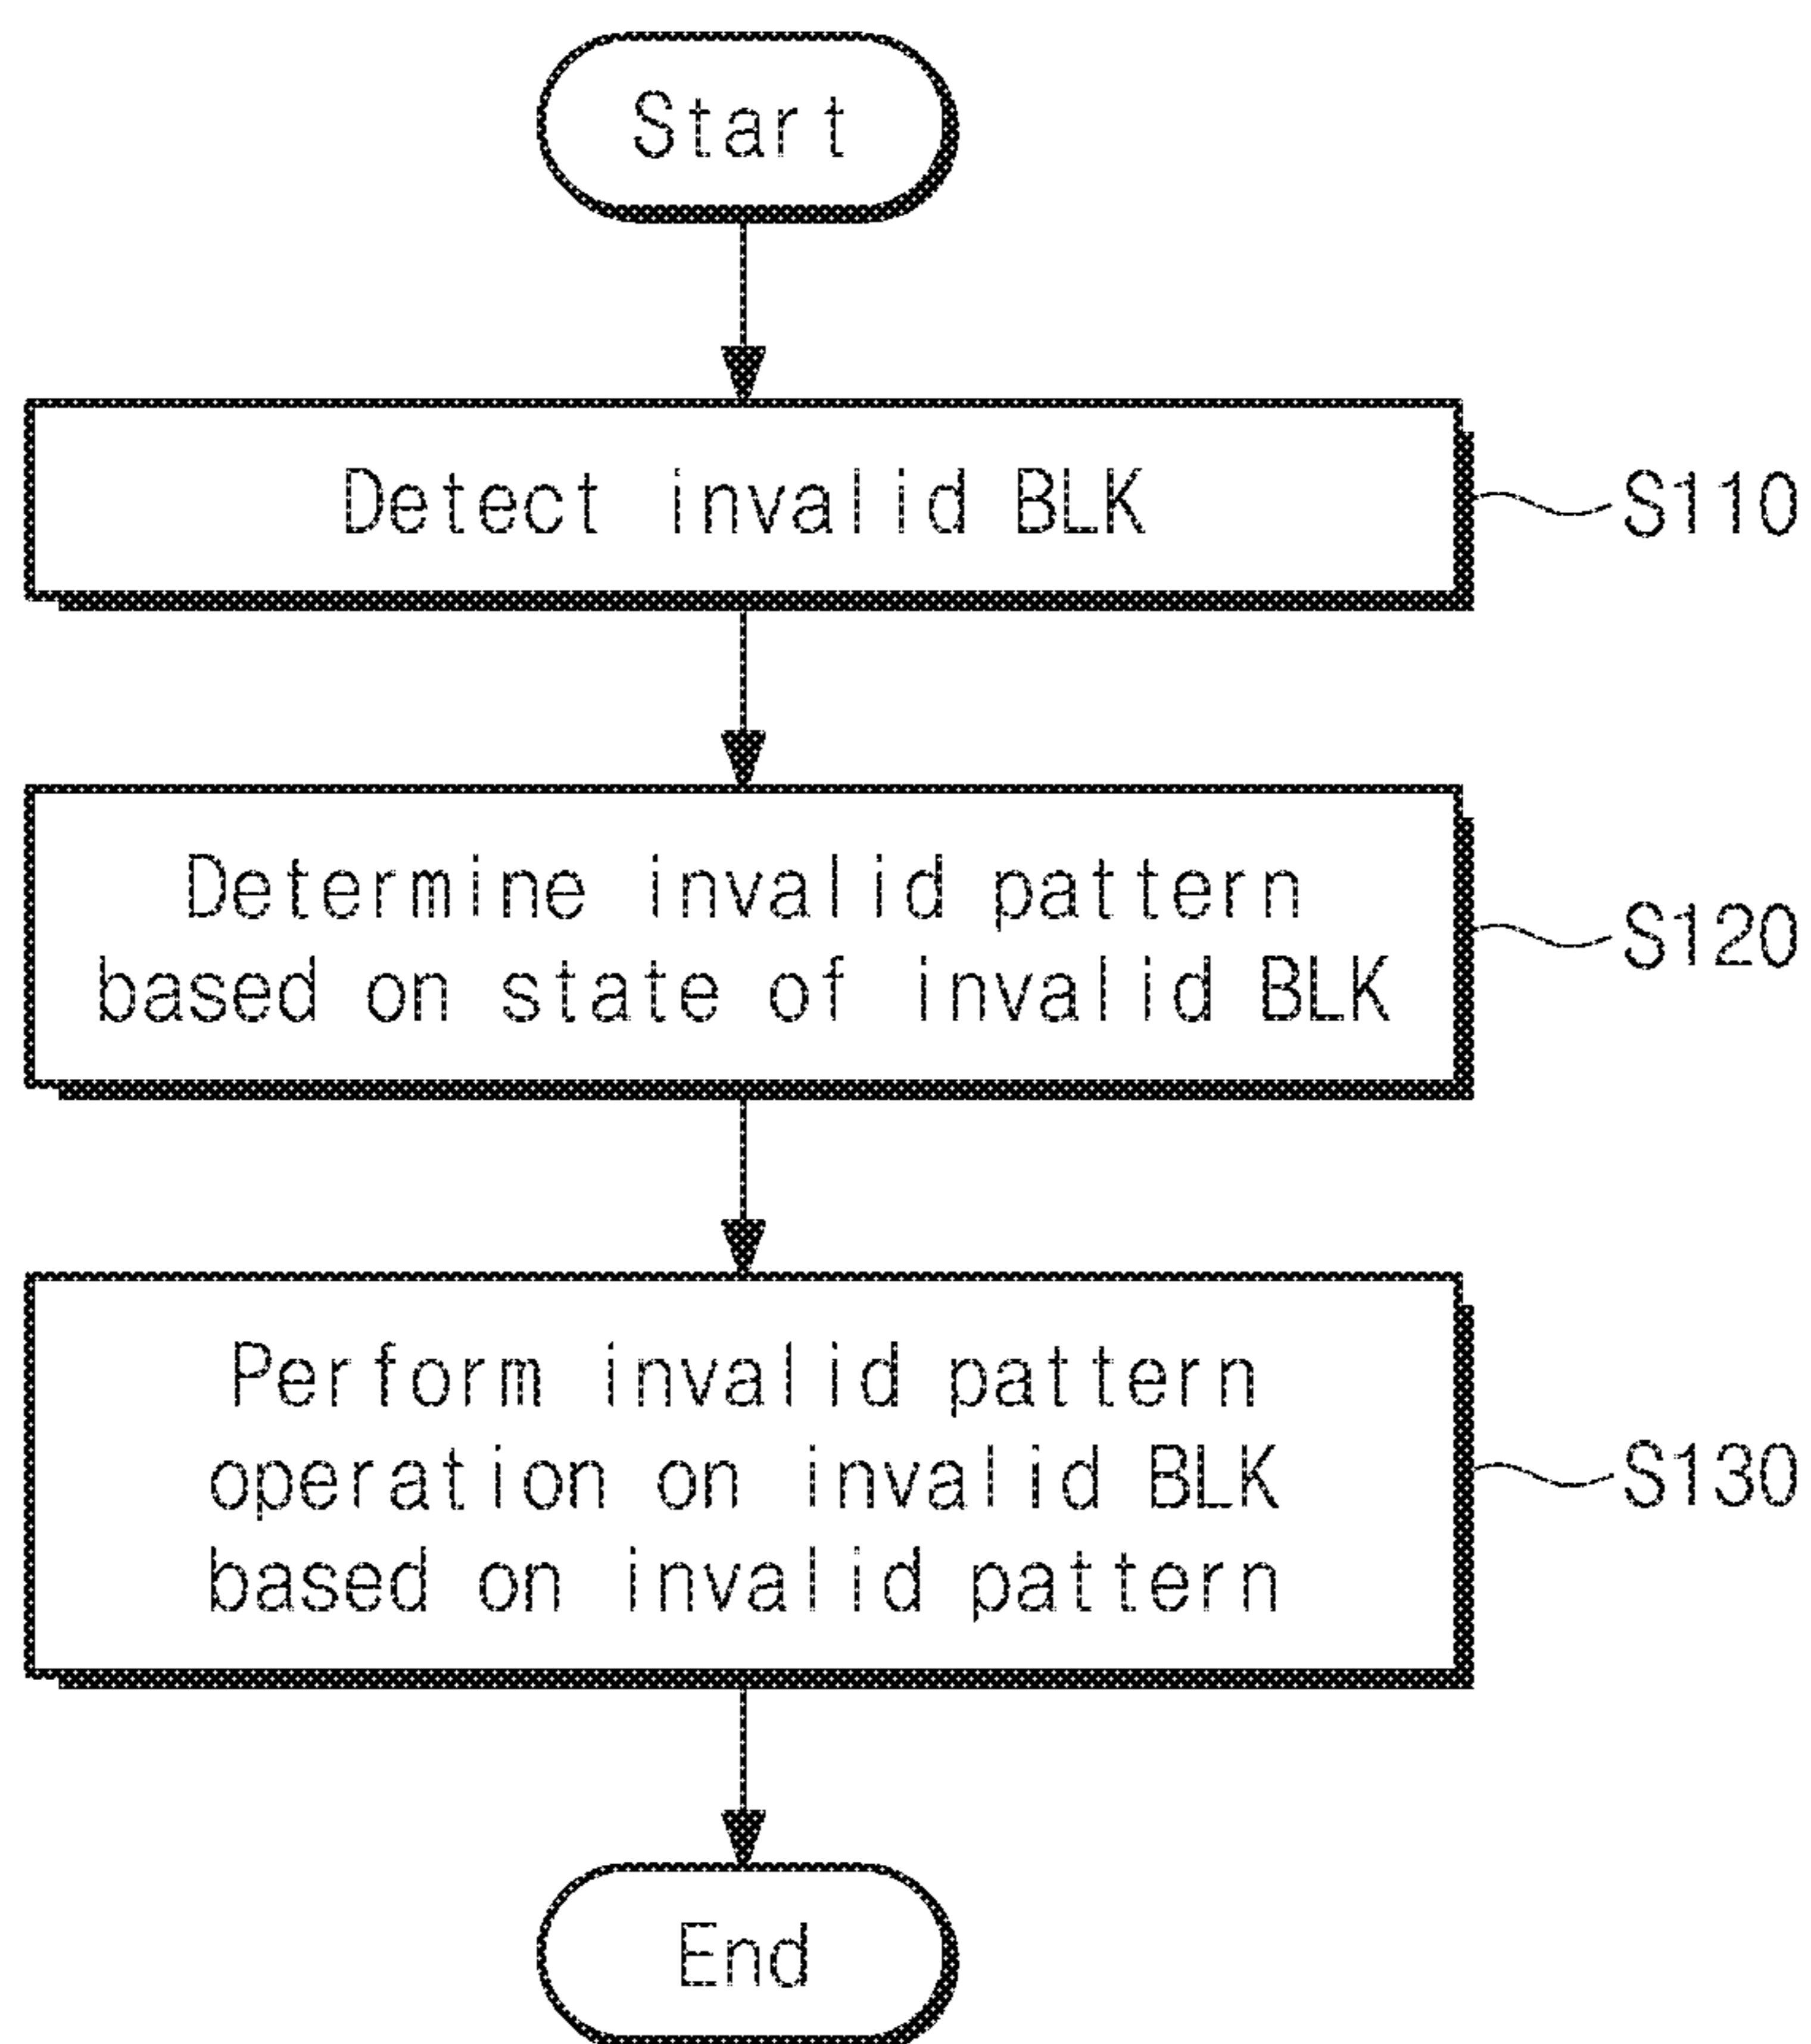 Start
Detect invalid BLK
S110
Determine invalid pattern
based on state of invalid BLK
S120
Perform invalid pattern
operation on invalid BLK
based on invalid pattern
S130
End